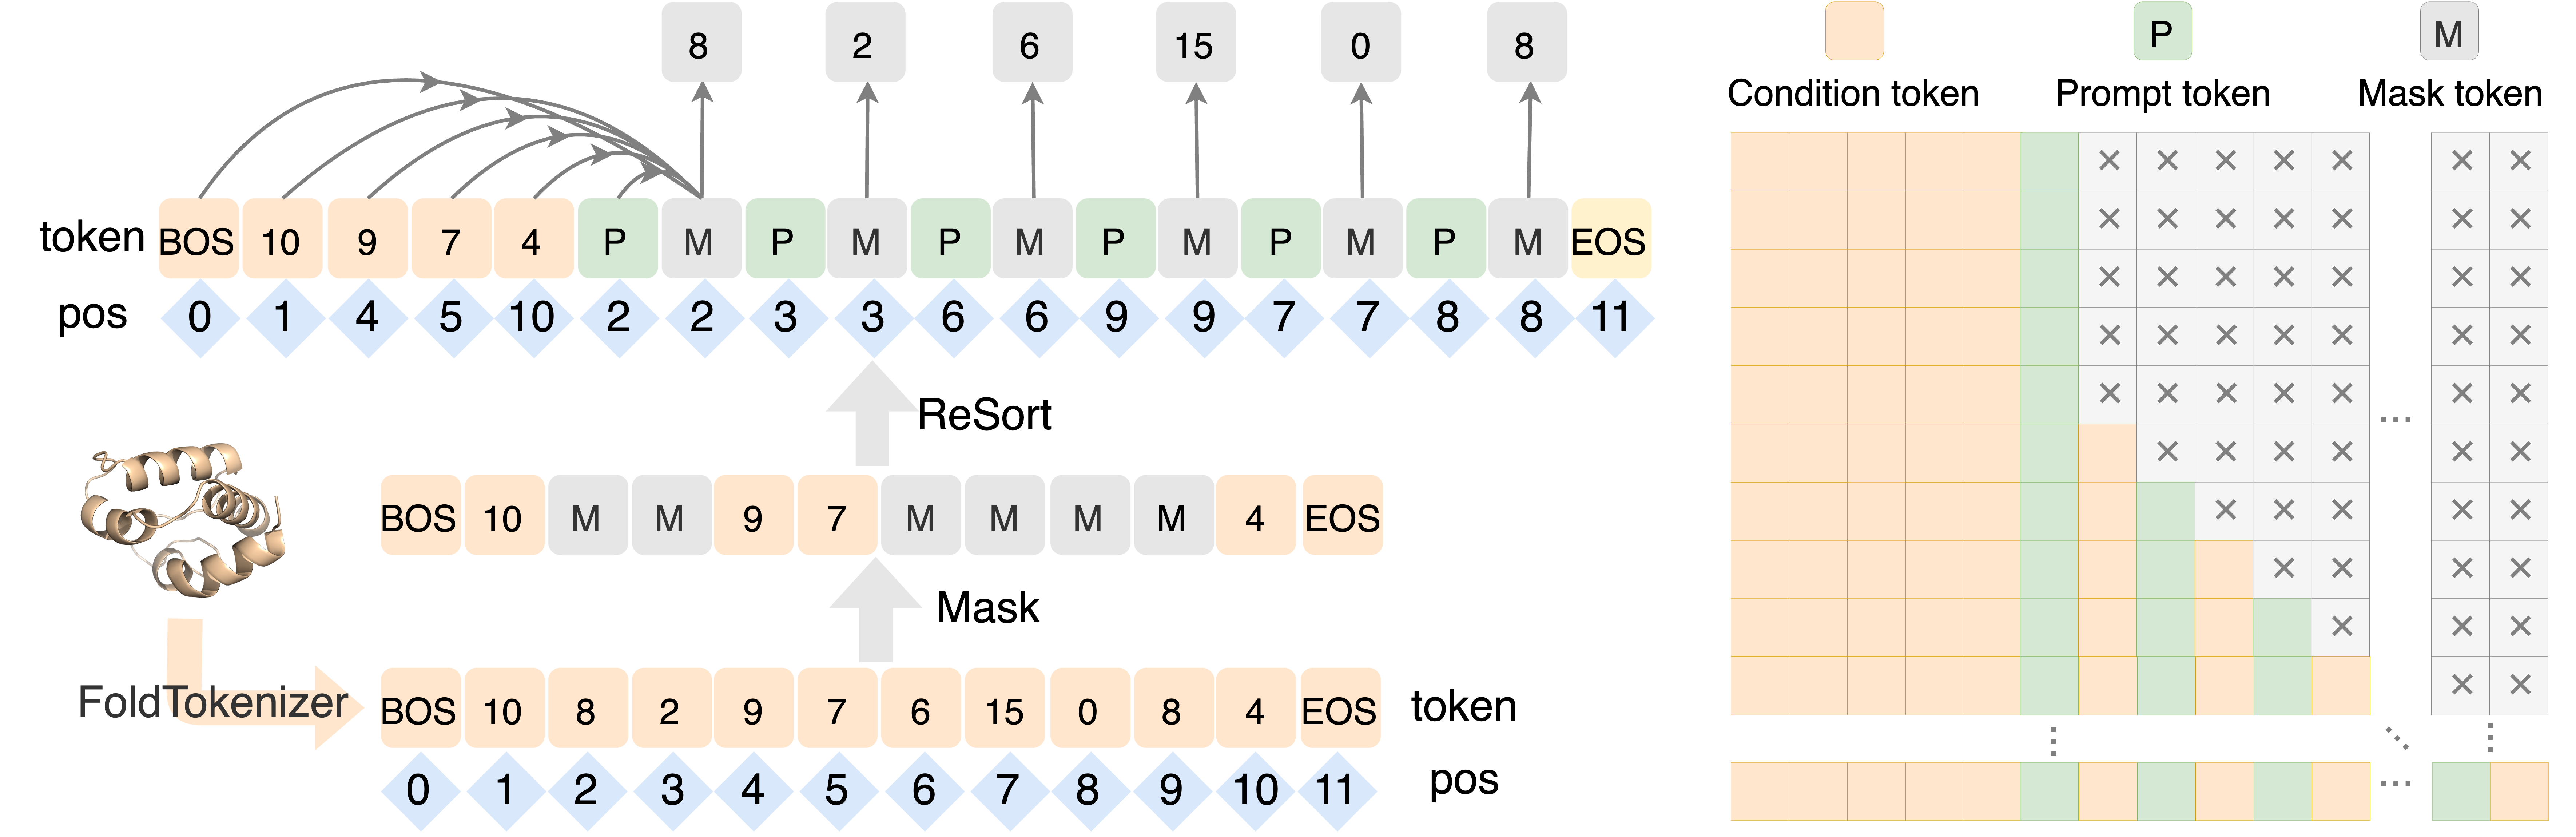 8 2 6 15 0 8
token BOS 10 9 7 4 P M P M P M P M P M P M EOS
pos 0 1 4 5 10 2 2 3 3 6 6 9 9 7 7 8 8 11
ReSort
BOS 10 M M 9 7 M M M M 4 EOS
Mask
FoldTokenizer
BOS 10 8 2 9 7 6 15 0 8 4 EOS token
0 1 2 3 4 5 6 7 8 9 10 11 pos
P M
Condition token Prompt token Mask token